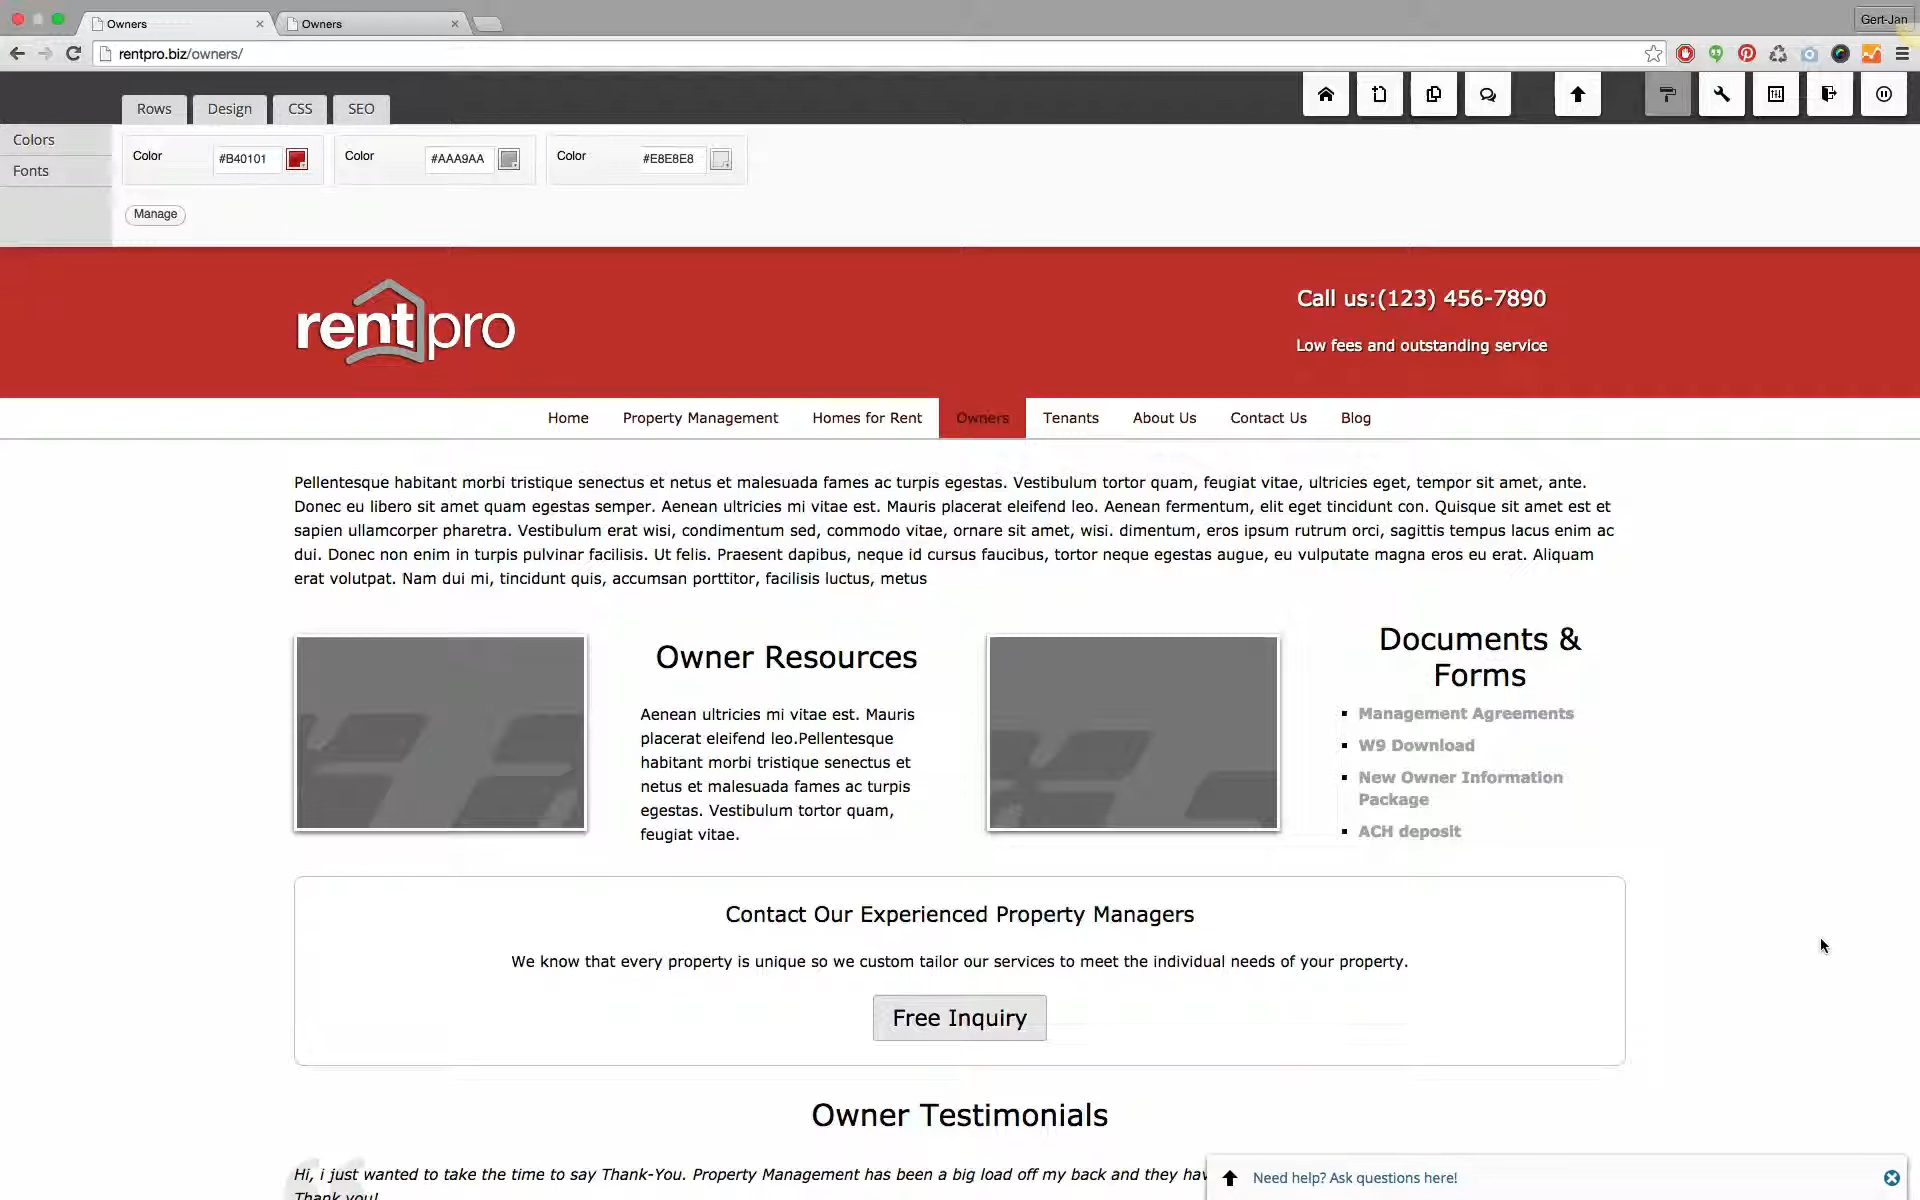 Owners
Owners
Gert-Jan
rentpro.biz/owners/
Rows
Design
CSS
SEO
Colors
Fonts
Color
#B40101
Color
#AAA9AA
Color
#E8E8E8
Manage
rentpro
Call us:(123) 456-7890
Low fees and outstanding service
Home
Property Management
Homes for Rent
Owners
Tenants
About Us
Contact Us
Blog
Pellentesque habitant morbi tristique senectus et netus et malesuada fames ac turpis egestas. Vestibulum tortor quam, feugiat vitae, ultricies eget, tempor sit amet, ante.
Donec eu libero sit amet quam egestas semper. Aenean ultricies mi vitae est. Mauris placerat eleifend leo. Aenean fermentum, elit eget tincidunt con. Quisque sit amet est et
sapien ullamcorper pharetra. Vestibulum erat wisi, condimentum sed, commodo vitae, ornare sit amet, wisi. dimentum, eros ipsum rutrum orci, sagittis tempus lacus enim ac
dui. Donec non enim in turpis pulvinar facilisis. Ut felis. Praesent dapibus, neque id cursus faucibus, tortor neque egestas augue, eu vulputate magna eros eu erat. Aliquam
erat volutpat. Nam dui mi, tincidunt quis, accumsan porttitor, facilisis luctus, metus
Owner Resources
Aenean ultricies mi vitae est. Mauris
placerat eleifend leo.Pellentesque
habitant morbi tristique senectus et
netus et malesuada fames ac turpis
egestas. Vestibulum tortor quam,
feugiat vitae.
Documents &
Forms
Management Agreements
W9 Download
New Owner Information
Package
ACH deposit
Contact Our Experienced Property Managers
We know that every property is unique so we custom tailor our services to meet the individual needs of your property.
Free Inquiry
Owner Testimonials
Hi, i just wanted to take the time to say Thank-You. Property Management has been a big load off my back and they hav
Thank you!
Need help? Ask questions here!